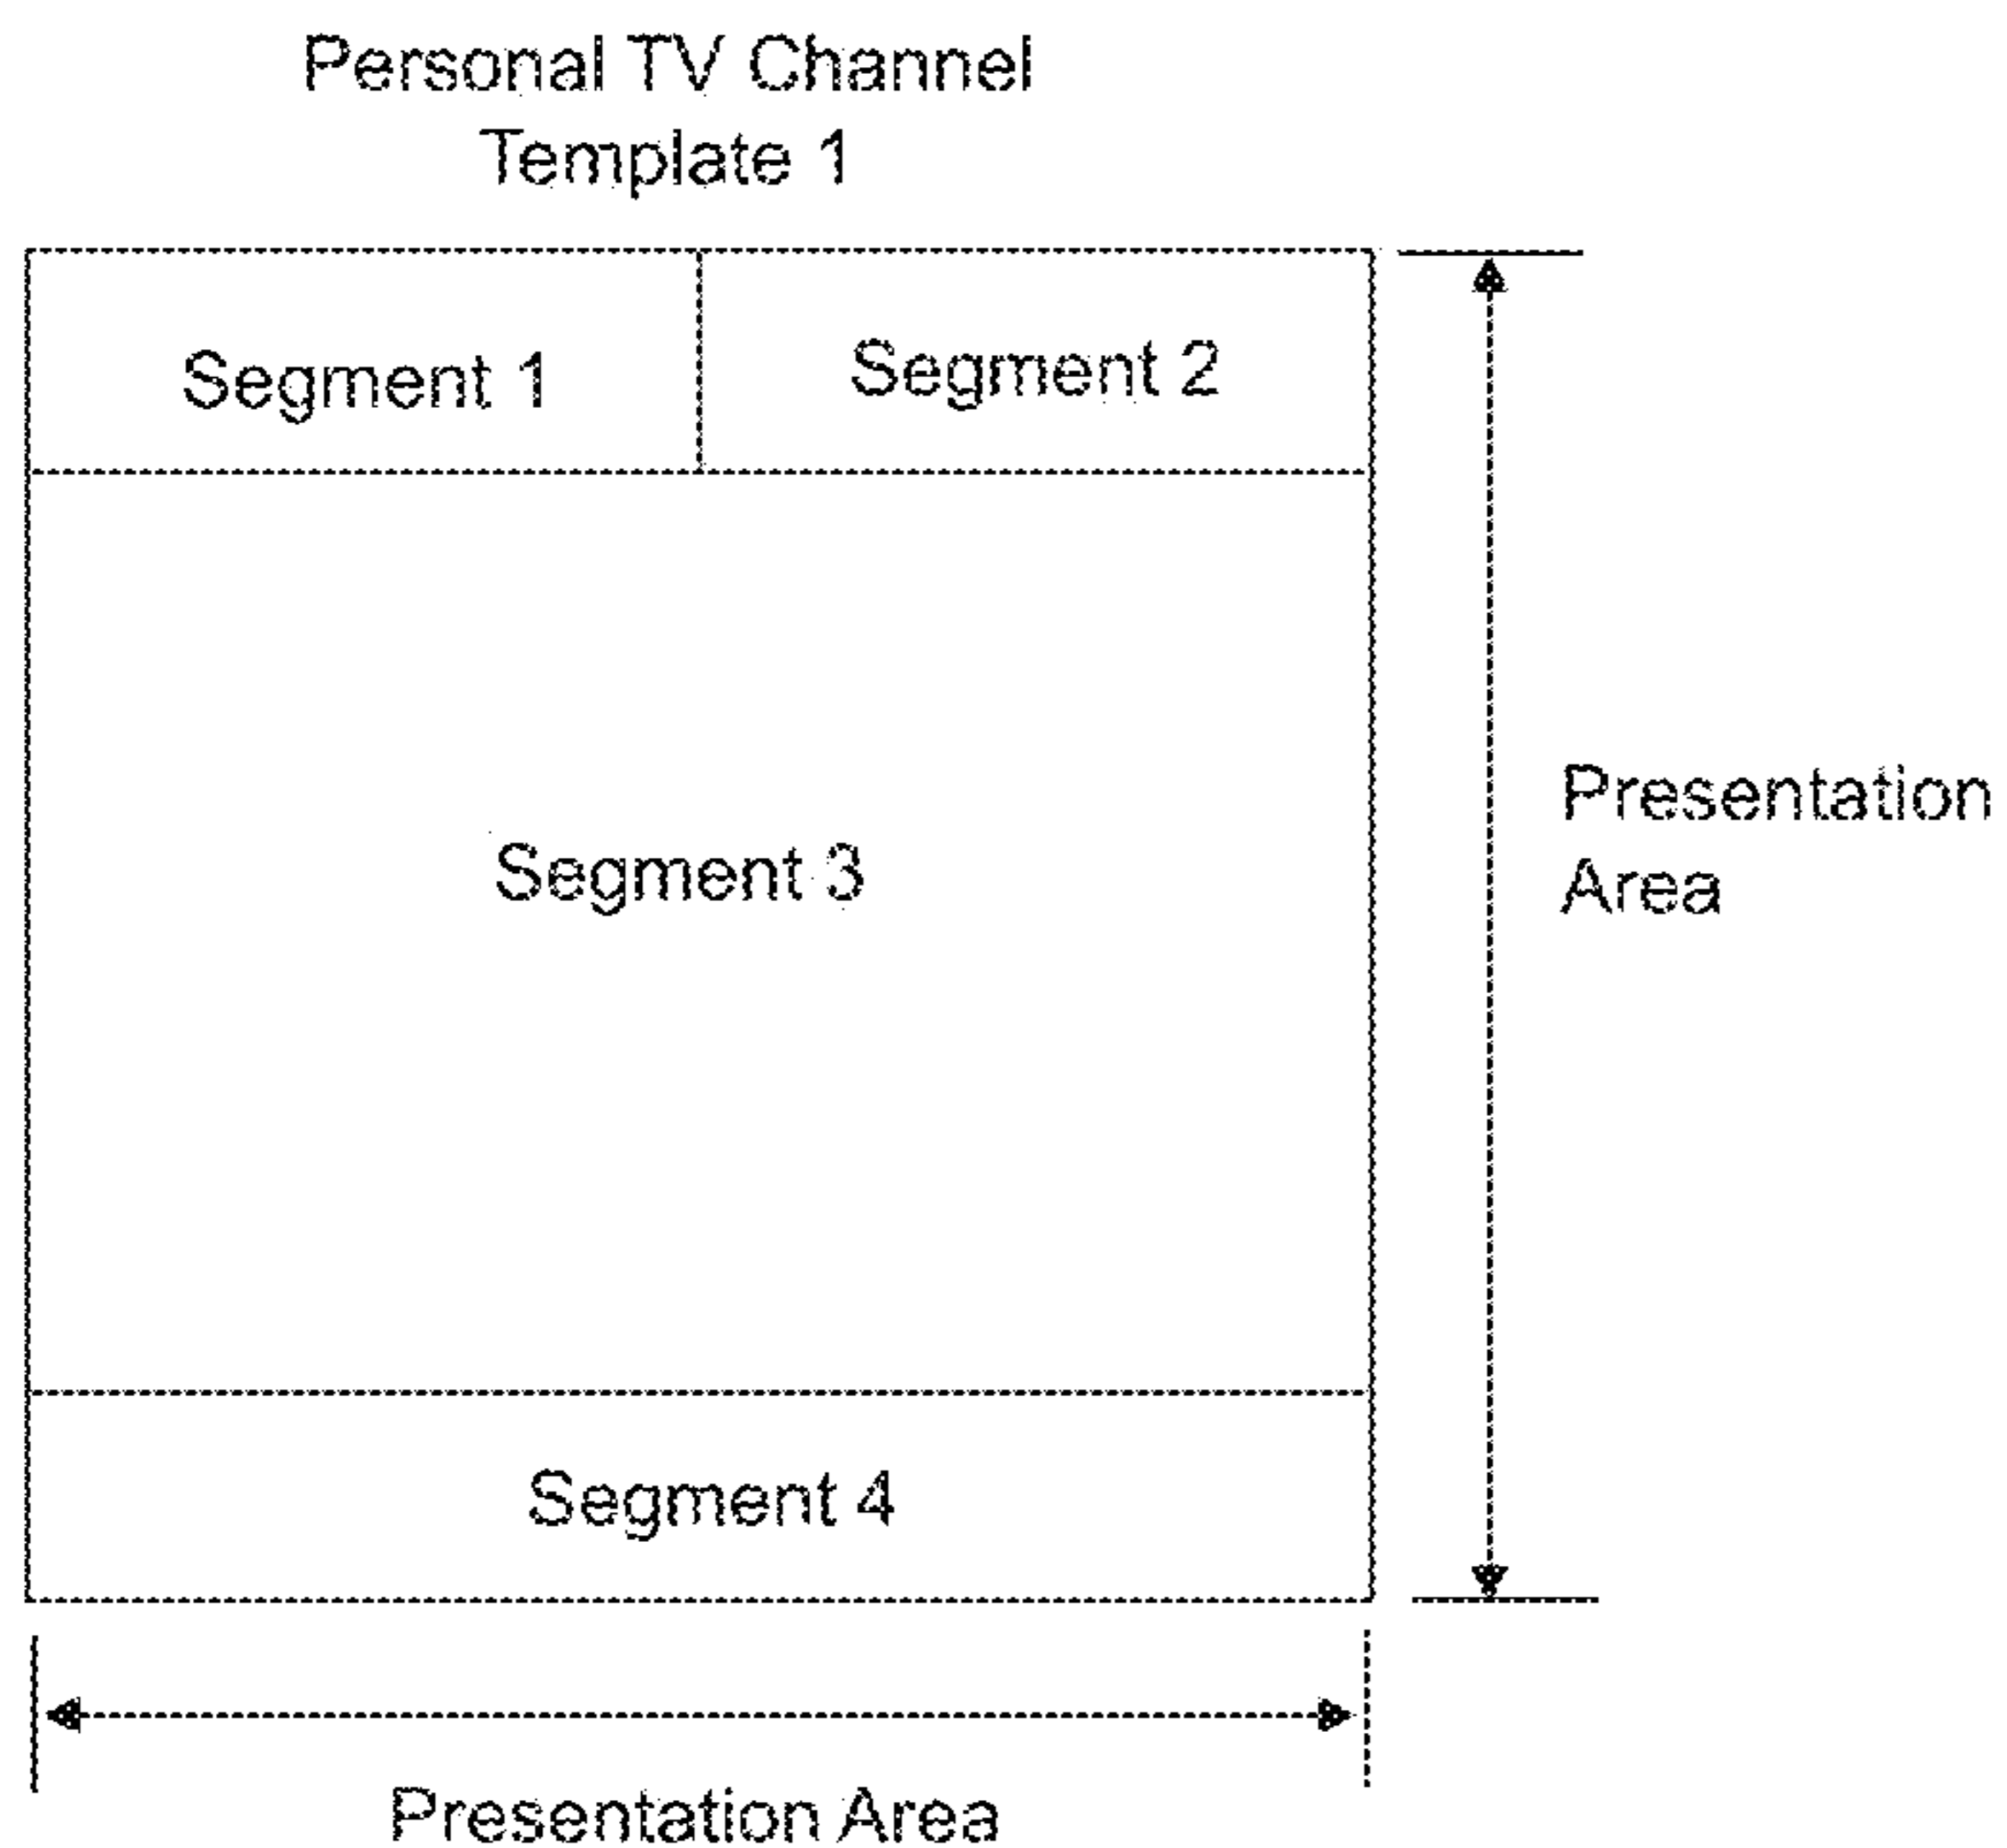 Personal TV Channel
Template 1
Segment 1
Segment 2
Segment 3
Presentation
Area
Segment 4
Presentation Area